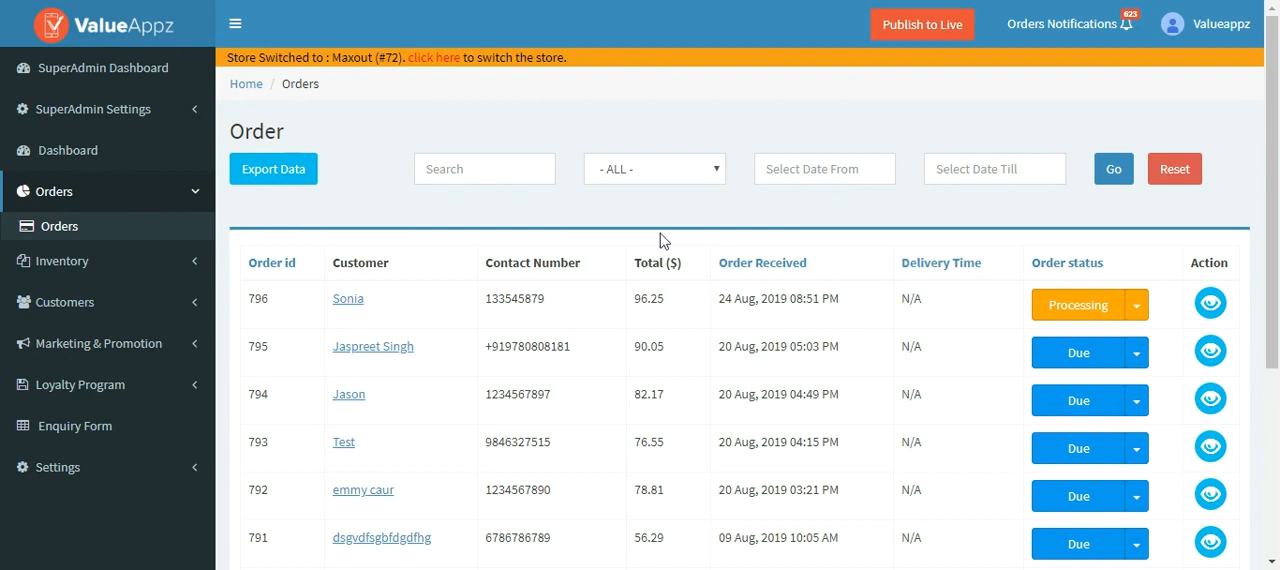 ValueAppz
Publish to Live
Orders Notifications 623
Valueappz
Store Switched to : Maxout (#72). click here to switch the store.
SuperAdmin Dashboard
SuperAdmin Settings
Dashboard
Orders
Orders
Inventory
Customers
Marketing & Promotion
Loyalty Program
Enquiry Form
Settings
Home / Orders
Order
Export Data Search - ALL - Select Date From Select Date Till Go Reset
Order id Customer Contact Number Total ($) Order Received Delivery Time Order status Action
796 Sonia 133545879 96.25 24 Aug, 2019 08:51 PM N/A Processing
795 Jaspreet Singh +919780808181 90.05 20 Aug, 2019 05:03 PM N/A Due
794 Jason 1234567897 82.17 20 Aug, 2019 04:49 PM N/A Due
793 Test 9846327515 76.55 20 Aug, 2019 04:15 PM N/A Due
792 emmy caur 1234567890 78.81 20 Aug, 2019 03:21 PM N/A Due
791 dsgvdfsgbfdgdfhg 6786786789 56.29 09 Aug, 2019 10:05 AM N/A Due